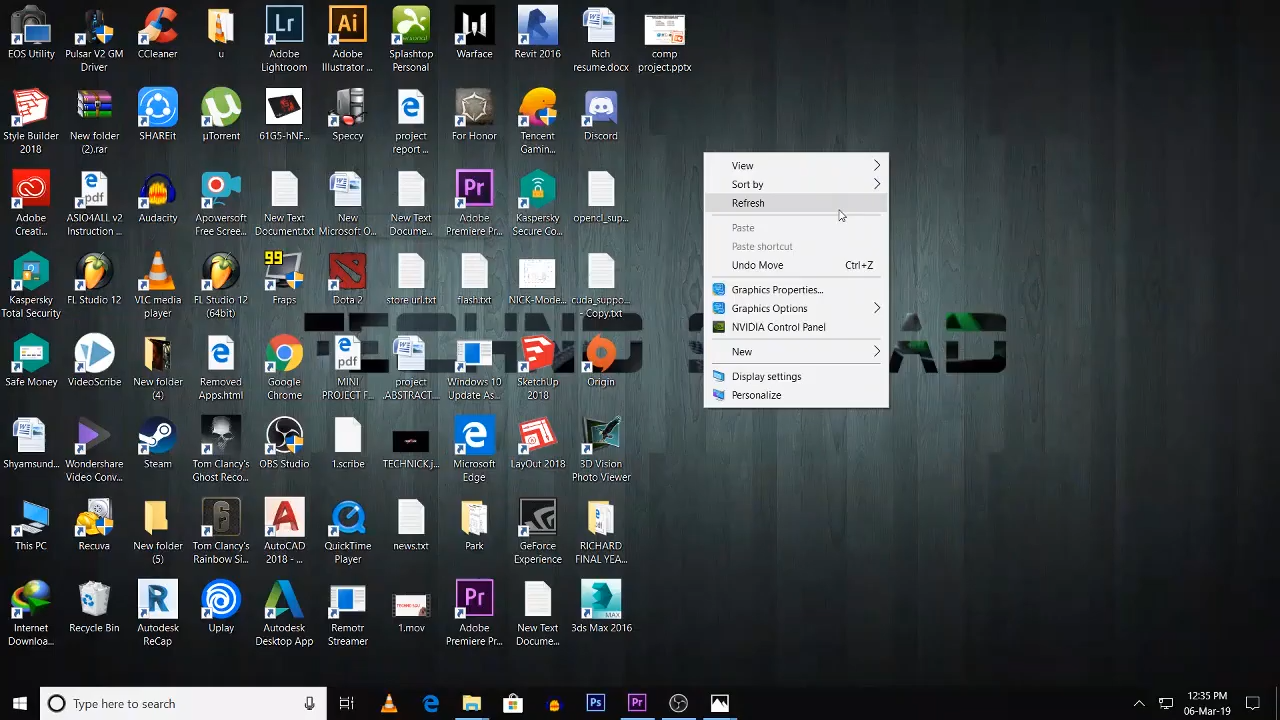 EOS Utility
Tusk V2 GM
Driver
CCleaner
u
Adobe
Lightroom
Adobe
Illustrator ...
Splashtop
Personal
Warface
Revit 2016
Rich
resume.docx
comp
project.pptx
Style Builder
2018
New folder
(2).rar
SHAREit
µTorrent
61G5-hNF...
Speccy
project
report ...
For Honor
Tencent
Gamin...
Discord
Adobe
Creati...
ASIO4ALL v2
Instruction ...
Audacity
Apowersoft
Free Scree...
New Text
Document.txt
New
Microsoft O...
New Text
Docume...
Adobe
Premiere Pr...
Kaspersky
Secure Co...
opencl_sup...
Kaspersky
Total Security
FL Studio 12
VLC media
player
FL Studio 12
(64bit)
99
Fraps
Dota 2
store url.txt
flash.txt
NICK-Mode...
cuda_suppo...
- Copy.txt
Safe Money
VideoScribe
New folder
(4)
Removed
Apps.html
Google
Chrome
MINI
PROJECT F...
project
.ABSTRACT...
Windows 10
Update As...
SketchUp
2018
Origin
Shyamsund...
Wondershare
Video Conv...
Steam
Tom Clancy's
Ghost Reco...
OBS Studio
1.scribe
TECHNICK.j...
Microsoft
Edge
LayOut 2018
3D Vision
Photo Viewer
This PC
Recuva
New folder
(5)
Tom Clancy's
Rainbow Si...
AutoCAD
2018 - ...
QuickTime
Player
news.txt
Park
GeForce
Experience
RICHARD
FINAL YEA...
Internet
Downloa...
Recycle Bin
Autodesk
ReCap
Uplay
Autodesk
Desktop App
Remotr
Streamer
1.mov
Adobe
Premiere Pr...
New Text
Docume...
3ds Max 2016
View
Sort by
Refresh
Paste
Paste shortcut
Undo Move Ctrl+Z
Graphics Properties...
Graphics Options
NVIDIA Control Panel
New
Display settings
Personalize
Type here to search
12:35 PM
06-Mar-19